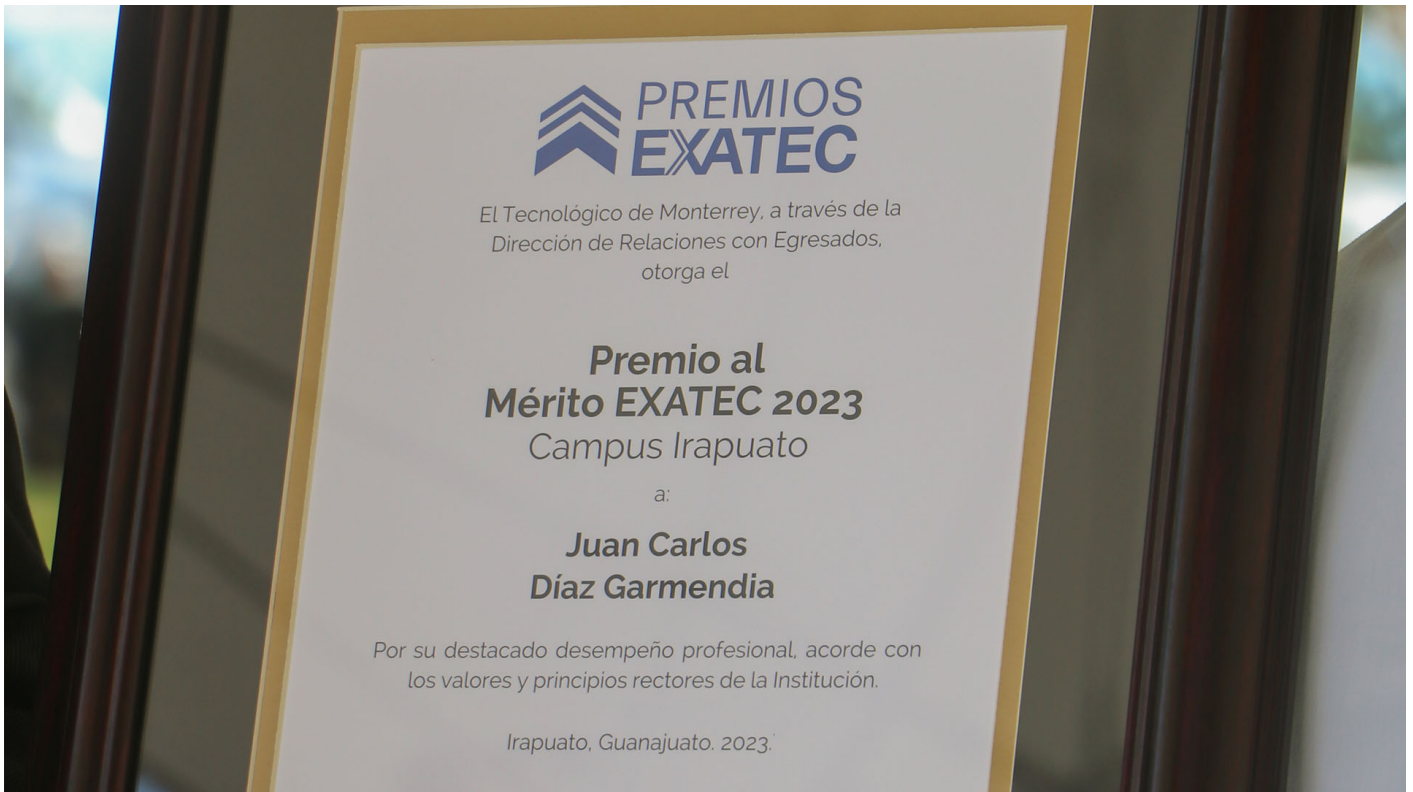 PREMIOS
EXATEC
El Tecnológico de Monterrey, a través de la
Dirección de Relaciones con Egresados,
otorga el
Premio al
Mérito EXATEC 2023
Campus Irapuato
a:
Juan Carlos
Díaz Garmendia
Por su destacado desempeño profesional, acorde con
los valores y principios rectores de la Institución.
Irapuato, Guanajuato. 2023.